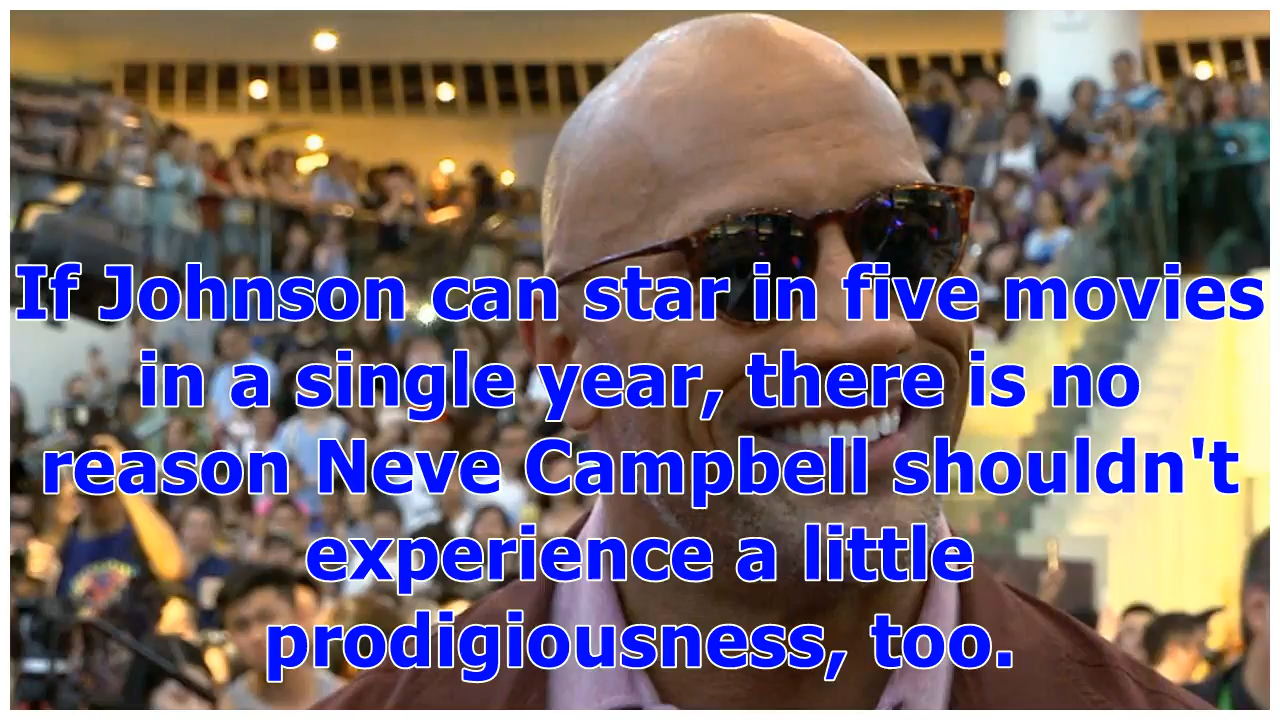 If Johnson can star in five movies
in a single year, there is no
reason Neve Campbell shouldn't
experience a little
prodigiousness, too.